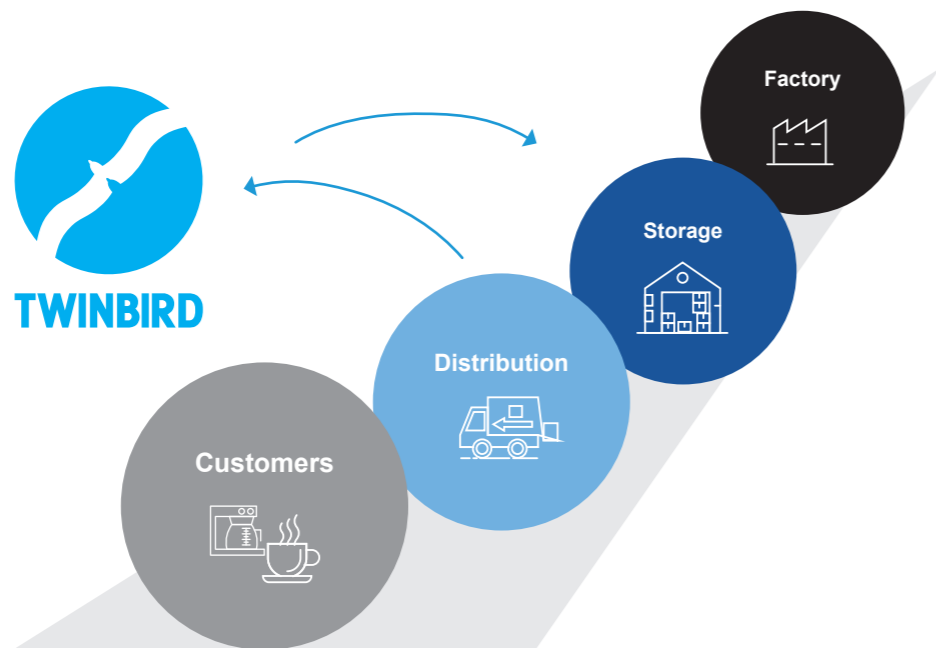 Factory
Storage
TWINBIRD
Distribution
Customers